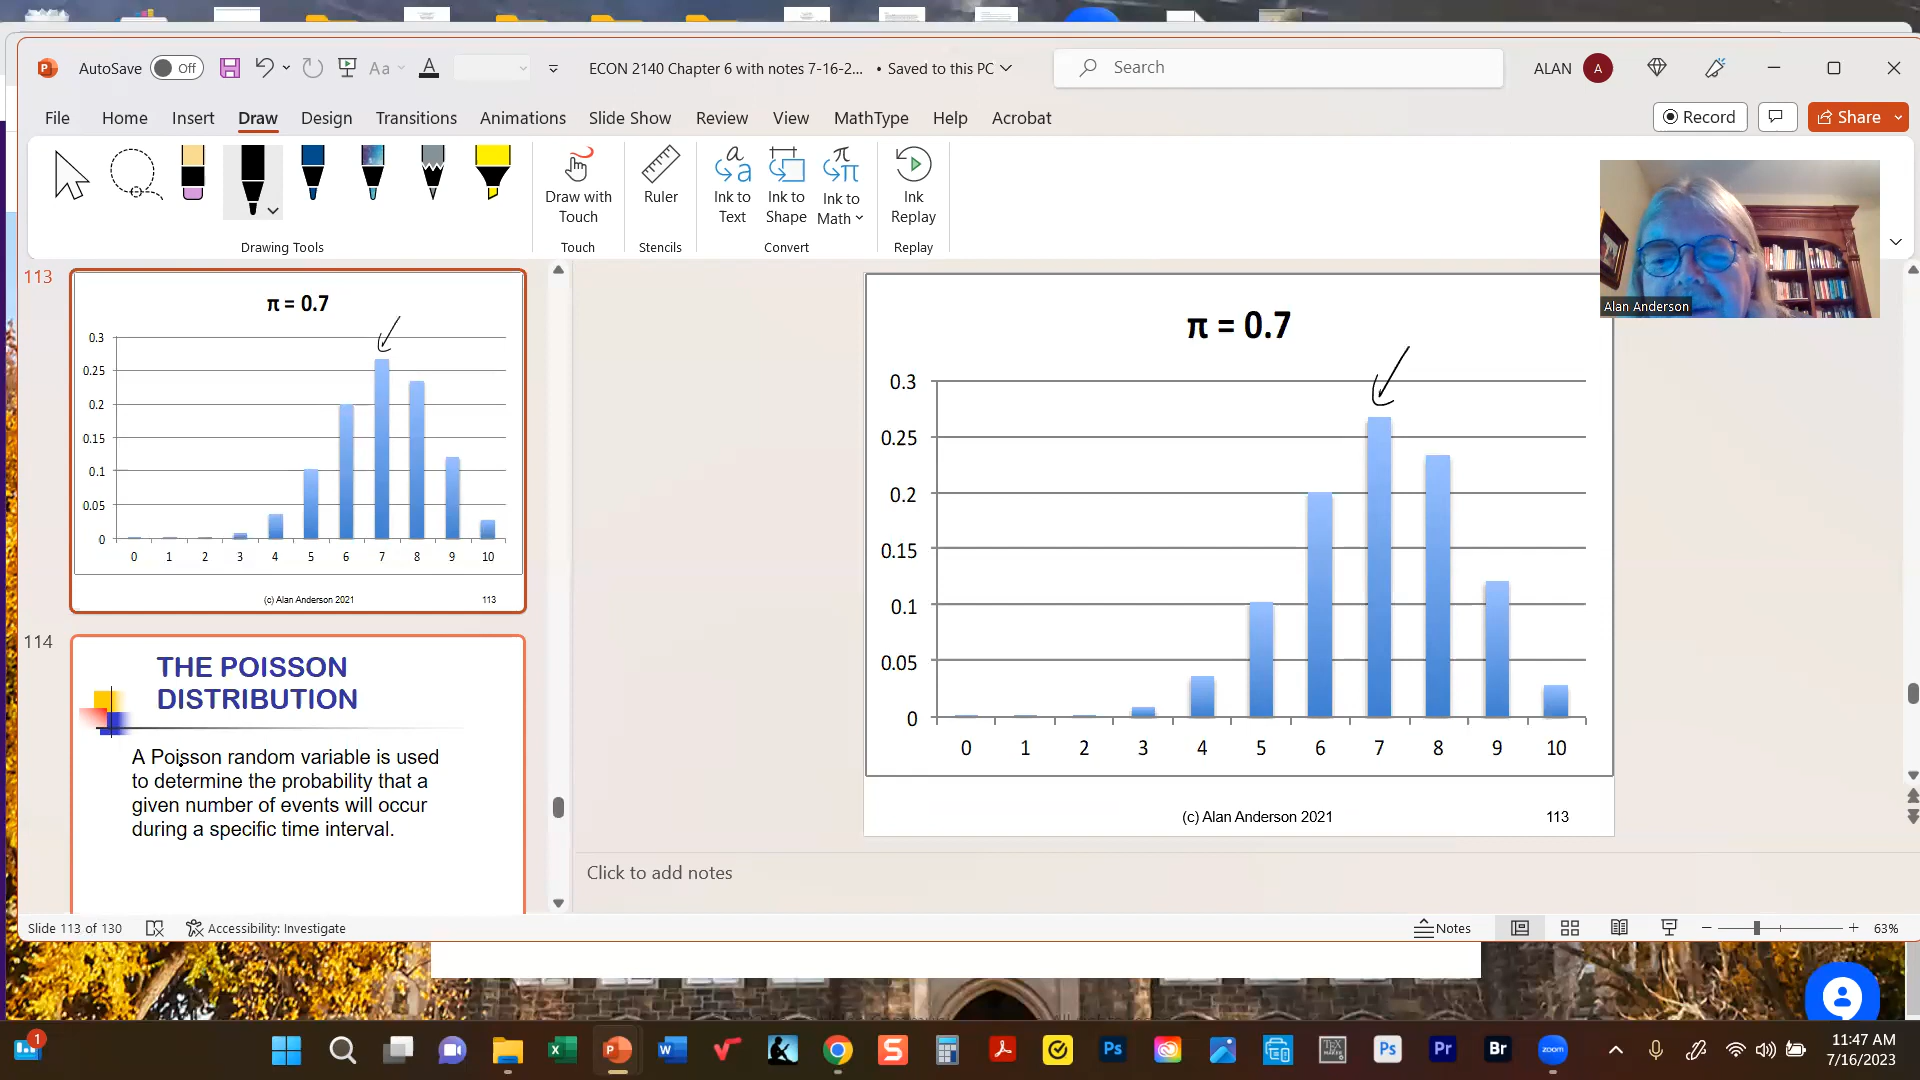 AutoSave Off Aa A ECON 2140 Chapter 6 with notes 7-16-2... • Saved to this PC Search ALAN A
File Home Insert Draw Design Transitions Animations Slide Show Review View MathType Help Acrobat Record Share
Draw with Touch Ruler Ink to Text Ink to Shape Ink to Math Ink Replay
Drawing Tools Touch Stencils Convert Replay
Alan Anderson
113
π = 0.7
0.3
0.25
0.2
0.15
0.1
0.05
0
0 1 2 3 4 5 6 7 8 9 10
(c) Alan Anderson 2021 113
114
THE POISSON
DISTRIBUTION
A Poisson random variable is used
to determine the probability that a
given number of events will occur
during a specific time interval.
π = 0.7
0.3
0.25
0.2
0.15
0.1
0.05
0
0 1 2 3 4 5 6 7 8 9 10
(c) Alan Anderson 2021 113
Click to add notes
Slide 113 of 130 Accessibility: Investigate Notes 63%
1 P W S Ps Ps Pr Br zoom 11:47 AM
7/16/2023